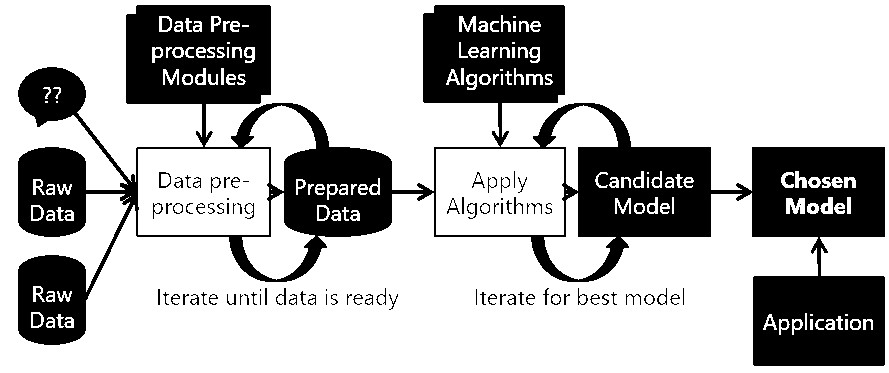 Data Pre-
processing
Modules
Machine
Learning
Algorithms
??
Raw
Data
Data pre-
processing
Prepared
Data
Apply
Algorithms
Candidate
Model
Chosen
Model
Raw
Data
Iterate until data is ready
Iterate for best model
Application